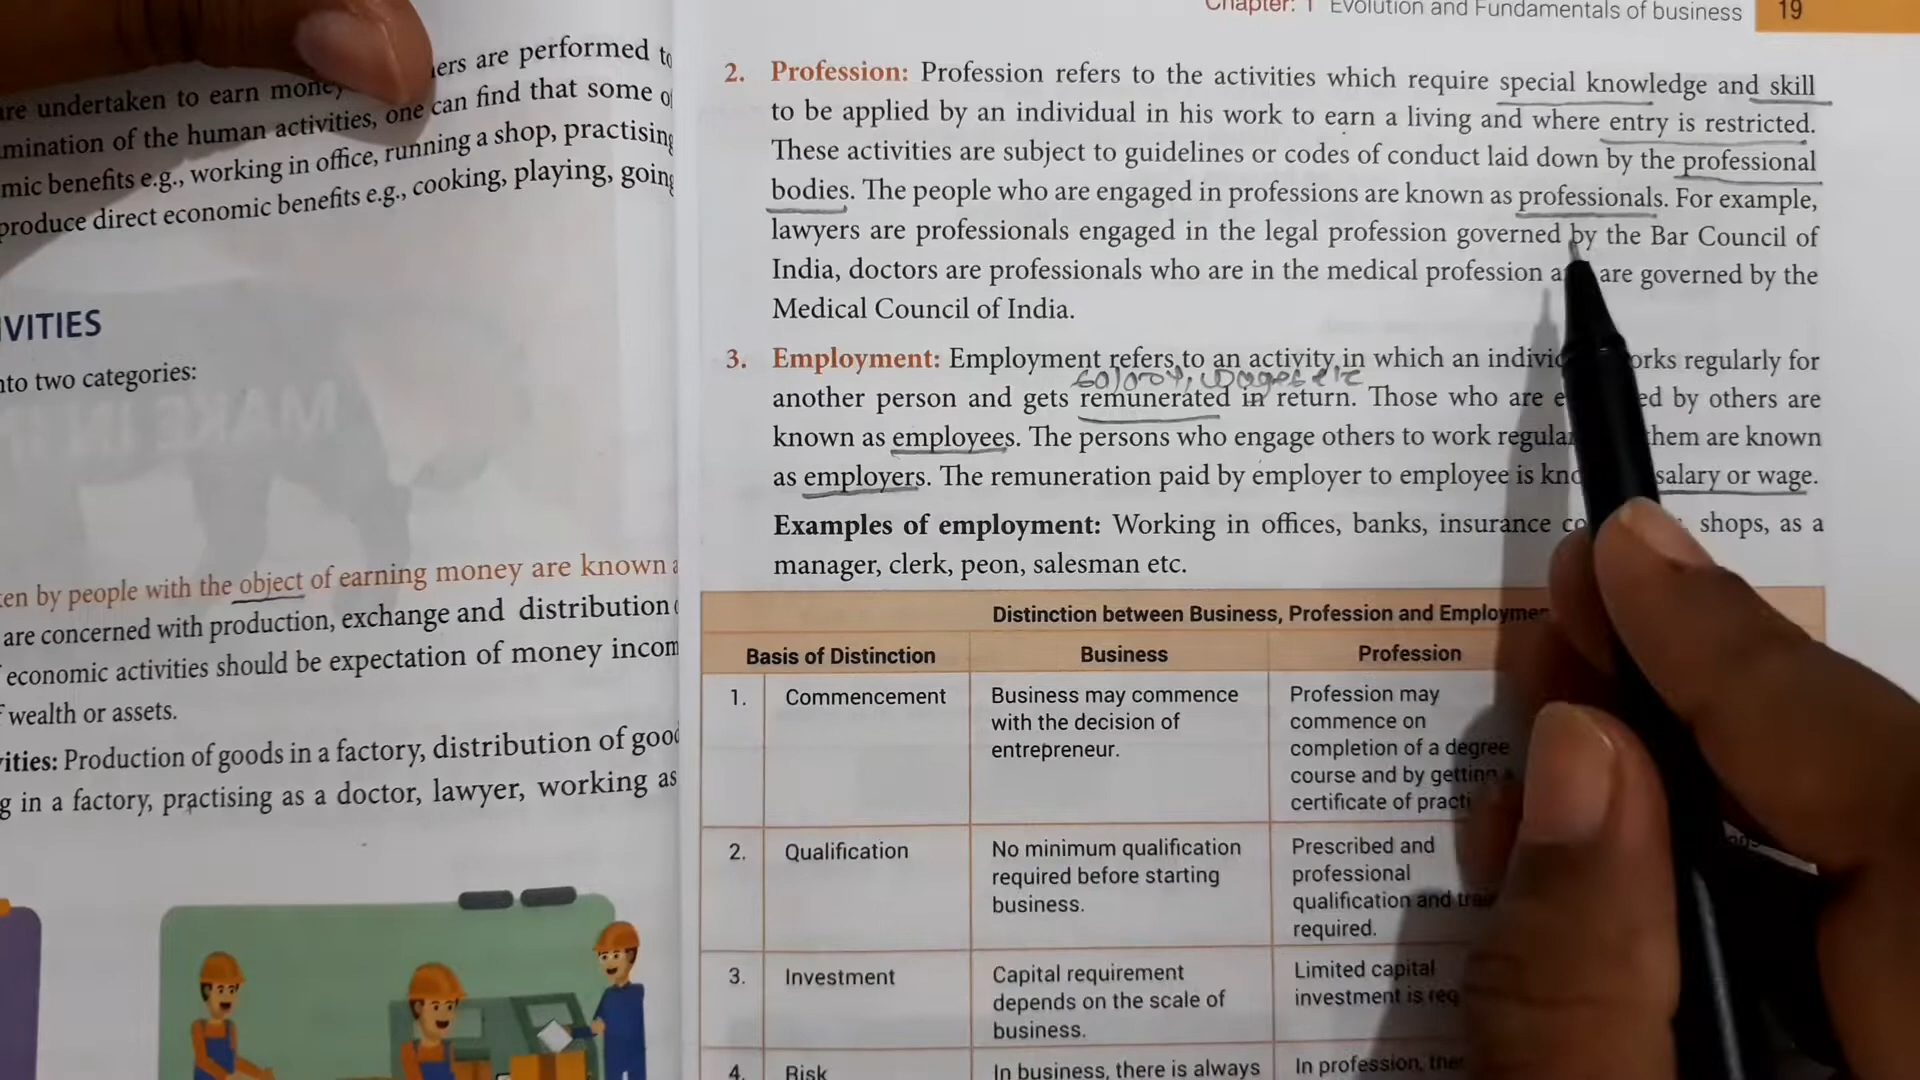 Chapter: 1 Evolution and Fundamentals of business 19
are performed to
are undertaken to earn money
mination of the human activities, one can find that some o
mic benefits e.g., working in office, running a shop, practising
produce direct economic benefits e.g., cooking, playing, going
VITIES
nto two categories:
MAKE IN
en by people with the object of earning money are known a
are concerned with production, exchange and distribution
economic activities should be expectation of money incom
wealth or assets.
ities: Production of goods in a factory, distribution of good
g in a factory, practising as a doctor, lawyer, working as
2. Profession: Profession refers to the activities which require special knowledge and skill
to be applied by an individual in his work to earn a living and where entry is restricted.
These activities are subject to guidelines or codes of conduct laid down by the professional
bodies. The people who are engaged in professions are known as professionals. For example,
lawyers are professionals engaged in the legal profession governed by the Bar Council of
India, doctors are professionals who are in the medical profession are governed by the
Medical Council of India.
3. Employment: Employment refers to an activity in which an indivi orks regularly for
wages etc
another person and gets remunerated in return. Those who are e ed by others are
known as employees. The persons who engage others to work regula hem are known
as employers. The remuneration paid by employer to employee is kno salary or wage.
Examples of employment: Working in offices, banks, insurance co shops, as a
manager, clerk, peon, salesman etc.
Distinction between Business, Profession and Employmen
Basis of Distinction Business Profession
1. Commencement Business may commence Profession may
with the decision of commence on
entrepreneur. completion of a degree
course and by getting a
certificate of practi
2. Qualification No minimum qualification Prescribed and
required before starting professional
business. qualification and trai
required.
3. Investment Capital requirement Limited capital
depends on the scale of investment is req
business.
4. Risk In business, there is always In profession, the